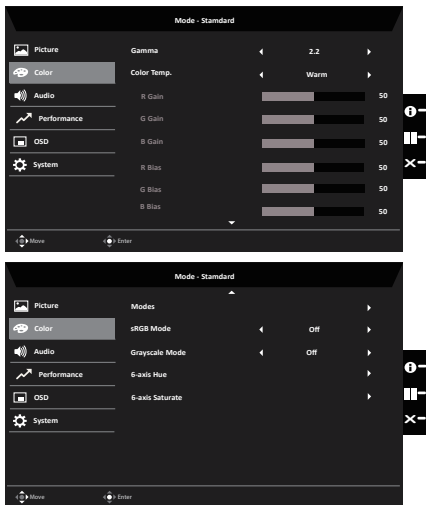 Mode - Stamdard
Picture
Gamma 2.2
Color
Color Temp. Warm
Audio
R Gain 50
Performance
G Gain 50
OSD
B Gain 50
System
R Bias 50
G Bias 50
B Bias 50
Move Enter
Mode - Stamdard
Picture
Modes
Color
sRGB Mode Off
Audio
Grayscale Mode Off
Performance
6-axis Hue
OSD
6-axis Saturate
System
Move Enter